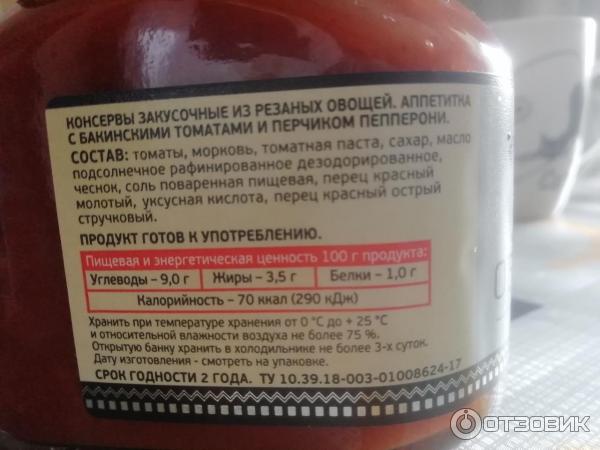 КОНСЕРВЫ ЗАКУСОЧНЫЕ ИЗ РЕЗАНЫХ ОВОЩЕЙ. АППЕТИТКА
С БАКИНСКИМИ ТОМАТАМИ И ПЕРЧИКОМ ПЕППЕРОНИ.
СОСТАВ: томаты, морковь, томатная паста, сахар, масло
подсолнечное рафинированное дезодорированное,
чеснок, соль поваренная пищевая, перец красный
молотый, уксусная кислота, перец красный острый
стручковый.
ПРОДУКТ ГОТОВ К УПОТРЕБЛЕНИЮ.
Пищевая и энергетическая ценность 100 г продукта:
Углеводы – 9,0 г Жиры – 3,5 г Белки – 1,0 г
Калорийность – 70 ккал (290 кДж)
Хранить при температуре хранения от 0 °С до + 25 °С
и относительной влажности воздуха не более 75 %.
Открытую банку хранить в холодильнике не более 3-х суток.
Дату изготовления - смотреть на упаковке.
СРОК ГОДНОСТИ 2 ГОДА. ТУ 10.39.18-003-01008624-17
ОТЗОВИК